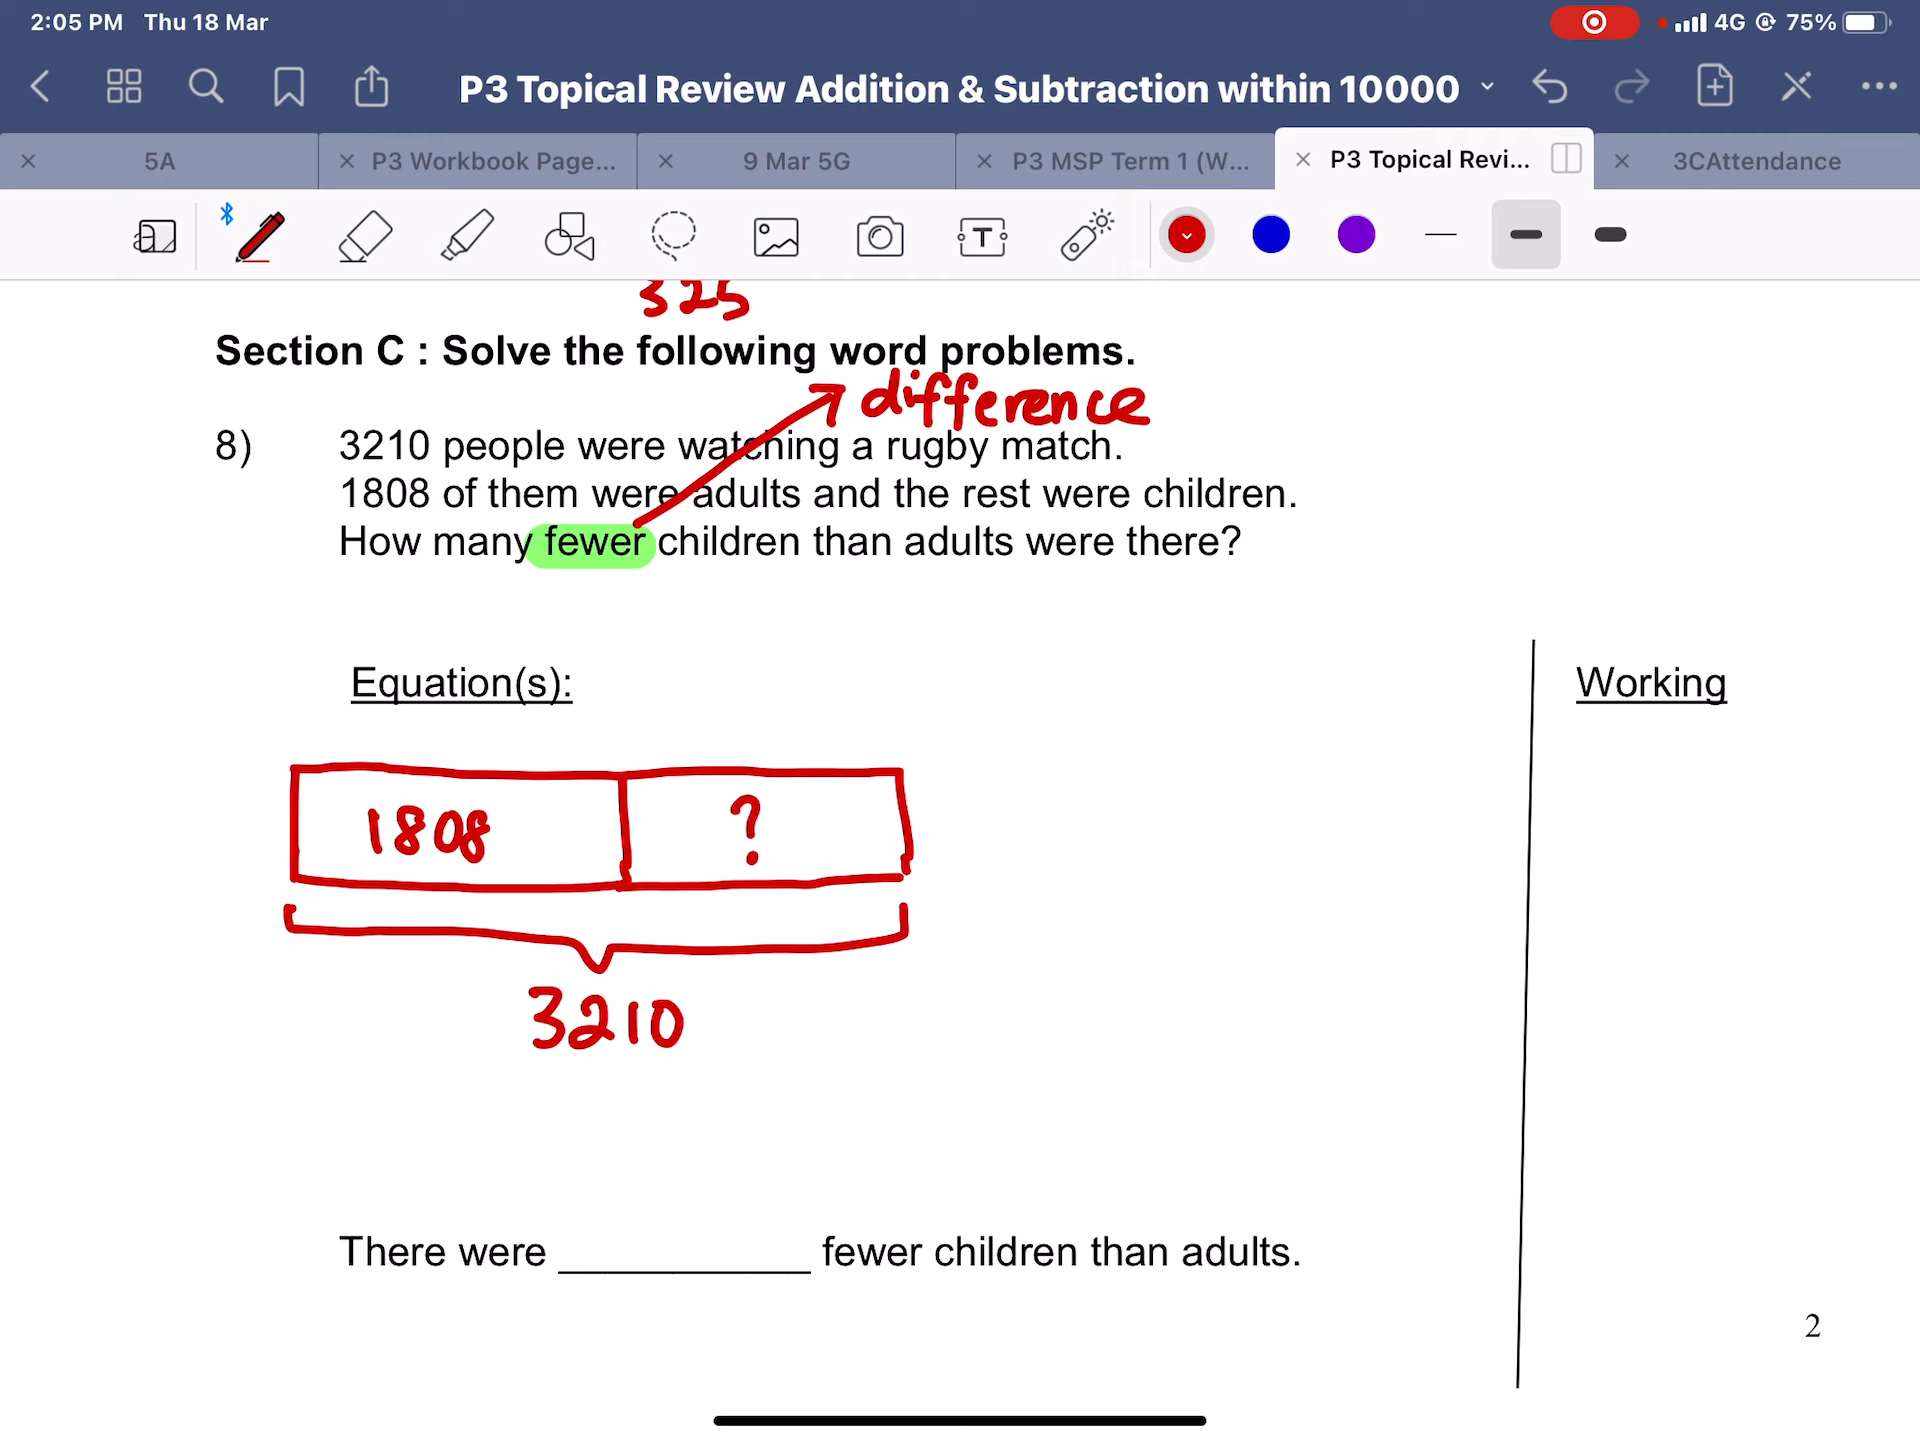 2:05 PM Thu 18 Mar
4G 75%
P3 Topical Review Addition & Subtraction within 10000
5A
P3 Workbook Page...
9 Mar 5G
P3 MSP Term 1 (W...
P3 Topical Revi...
3CAttendance
325
Section C : Solve the following word problems.
difference
8) 3210 people were watching a rugby match.
1808 of them were adults and the rest were children.
How many fewer children than adults were there?
Equation(s):
Working
1808 ?
3210
There were ___________ fewer children than adults.
2